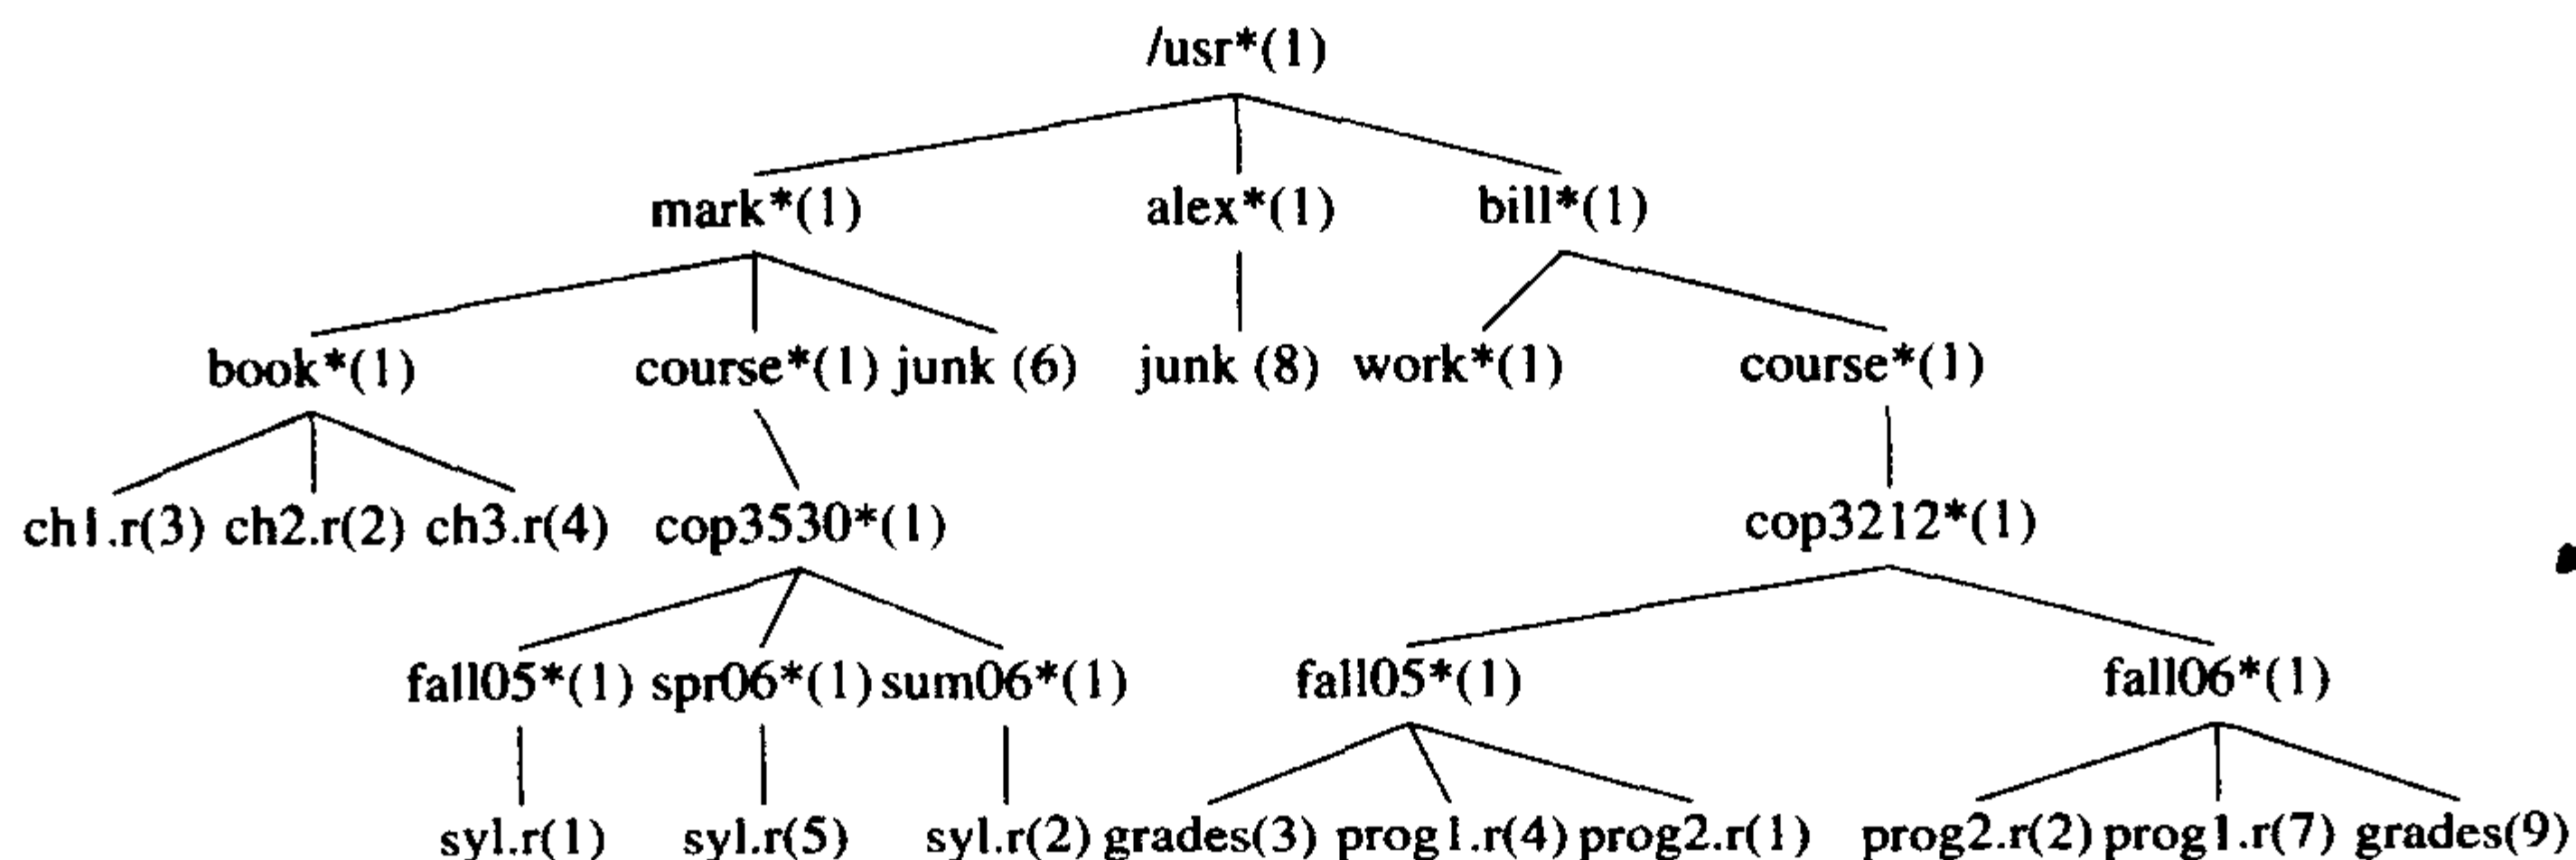 /usr*(1)
mark*(1) alex*(1) bill*(1)
book*(1) course*(1) junk (6) junk (8) work*(1) course*(1)
ch1.r(3) ch2.r(2) ch3.r(4) cop3530*(1) cop3212*(1)
fall05*(1) spr06*(1) sum06*(1) fall05*(1) fall06*(1)
syl.r(1) syl.r(5) syl.r(2) grades(3) prog1.r(4) prog2.r(1) prog2.r(2) prog1.r(7) grades(9)